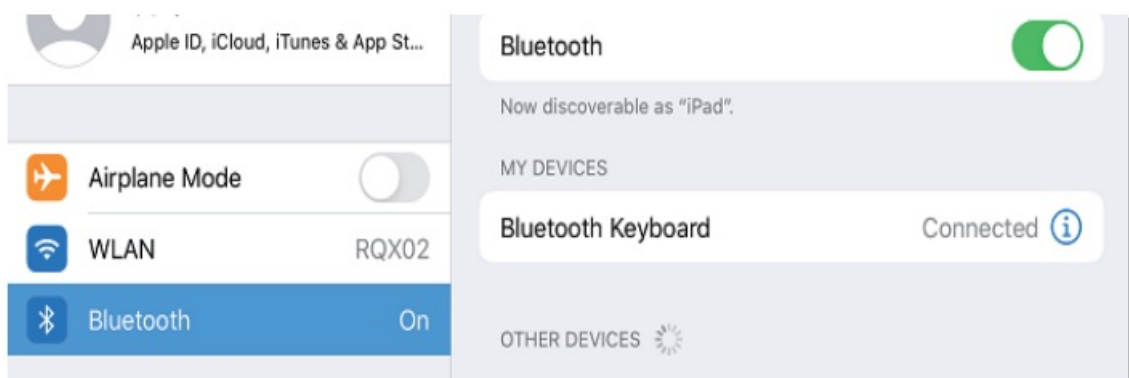 Apple ID, iCloud, iTunes & App St...
Airplane Mode
WLAN RQX02
Bluetooth On
Bluetooth
Now discoverable as “iPad”.
MY DEVICES
Bluetooth Keyboard Connected
OTHER DEVICES